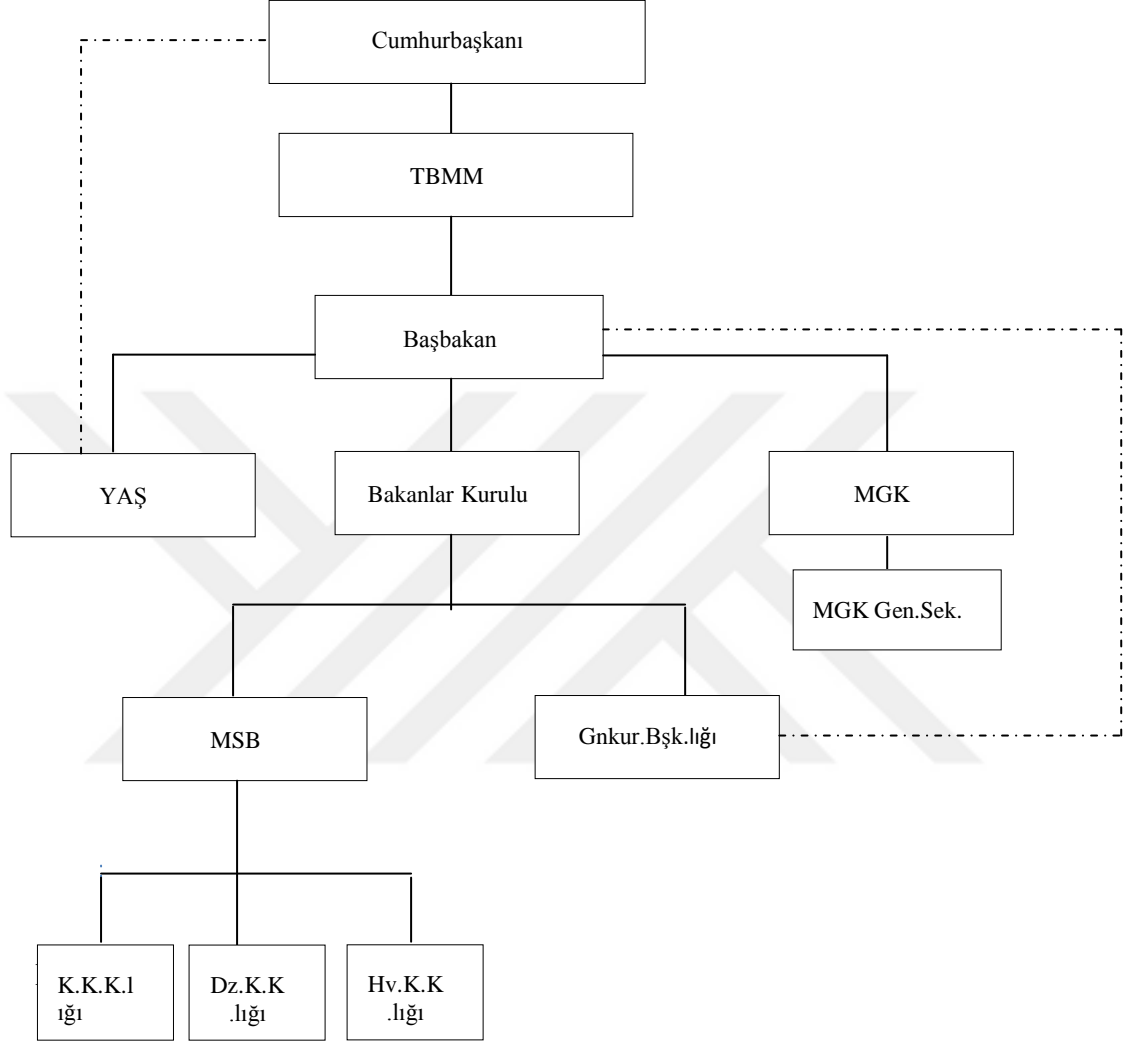 Cumhurbaşkanı
TBMM
Başbakan
YAŞ
Bakanlar Kurulu
MGK
MGK Gen.Sek.
MSB
Gnkur.Bşk.lığı
K.K.K.l
ığı
Dz.K.K
.lığı
Hv.K.K
.lığı